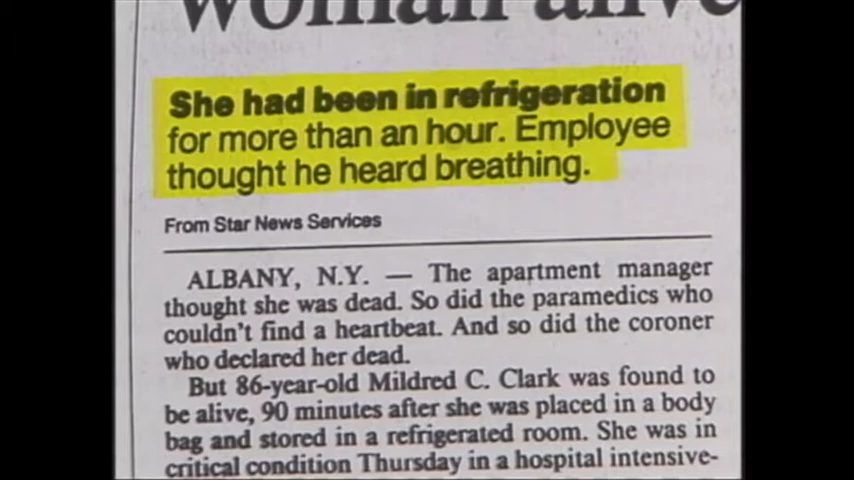 woman alive
She had been in refrigeration
for more than an hour. Employee
thought he heard breathing.
From Star News Services
ALBANY, N.Y. — The apartment manager
thought she was dead. So did the paramedics who
couldn't find a heartbeat. And so did the coroner
who declared her dead.
But 86-year-old Mildred C. Clark was found to
be alive, 90 minutes after she was placed in a body
bag and stored in a refrigerated room. She was in
critical condition Thursday in a hospital intensive-